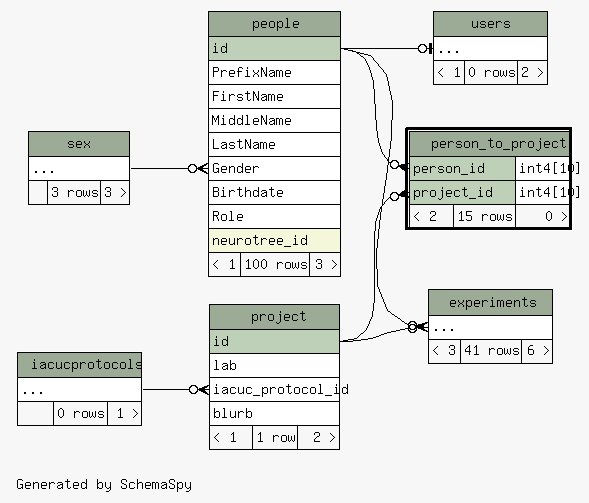 people
id
PrefixName
FirstName
MiddleName
LastName
Gender
Birthdate
Role
neurotree_id
< 1 100 rows 3 >
users
...
< 1 0 rows 2 >
sex
...
3 rows 3 >
person_to_project
person_id int4[10]
project_id int4[10]
< 2 15 rows 0 >
experiments
...
< 3 41 rows 6 >
project
id
lab
iacuc_protocol_id
blurb
< 1 1 row 2 >
iacucprotocols
...
0 rows 1 >
Generated by SchemaSpy